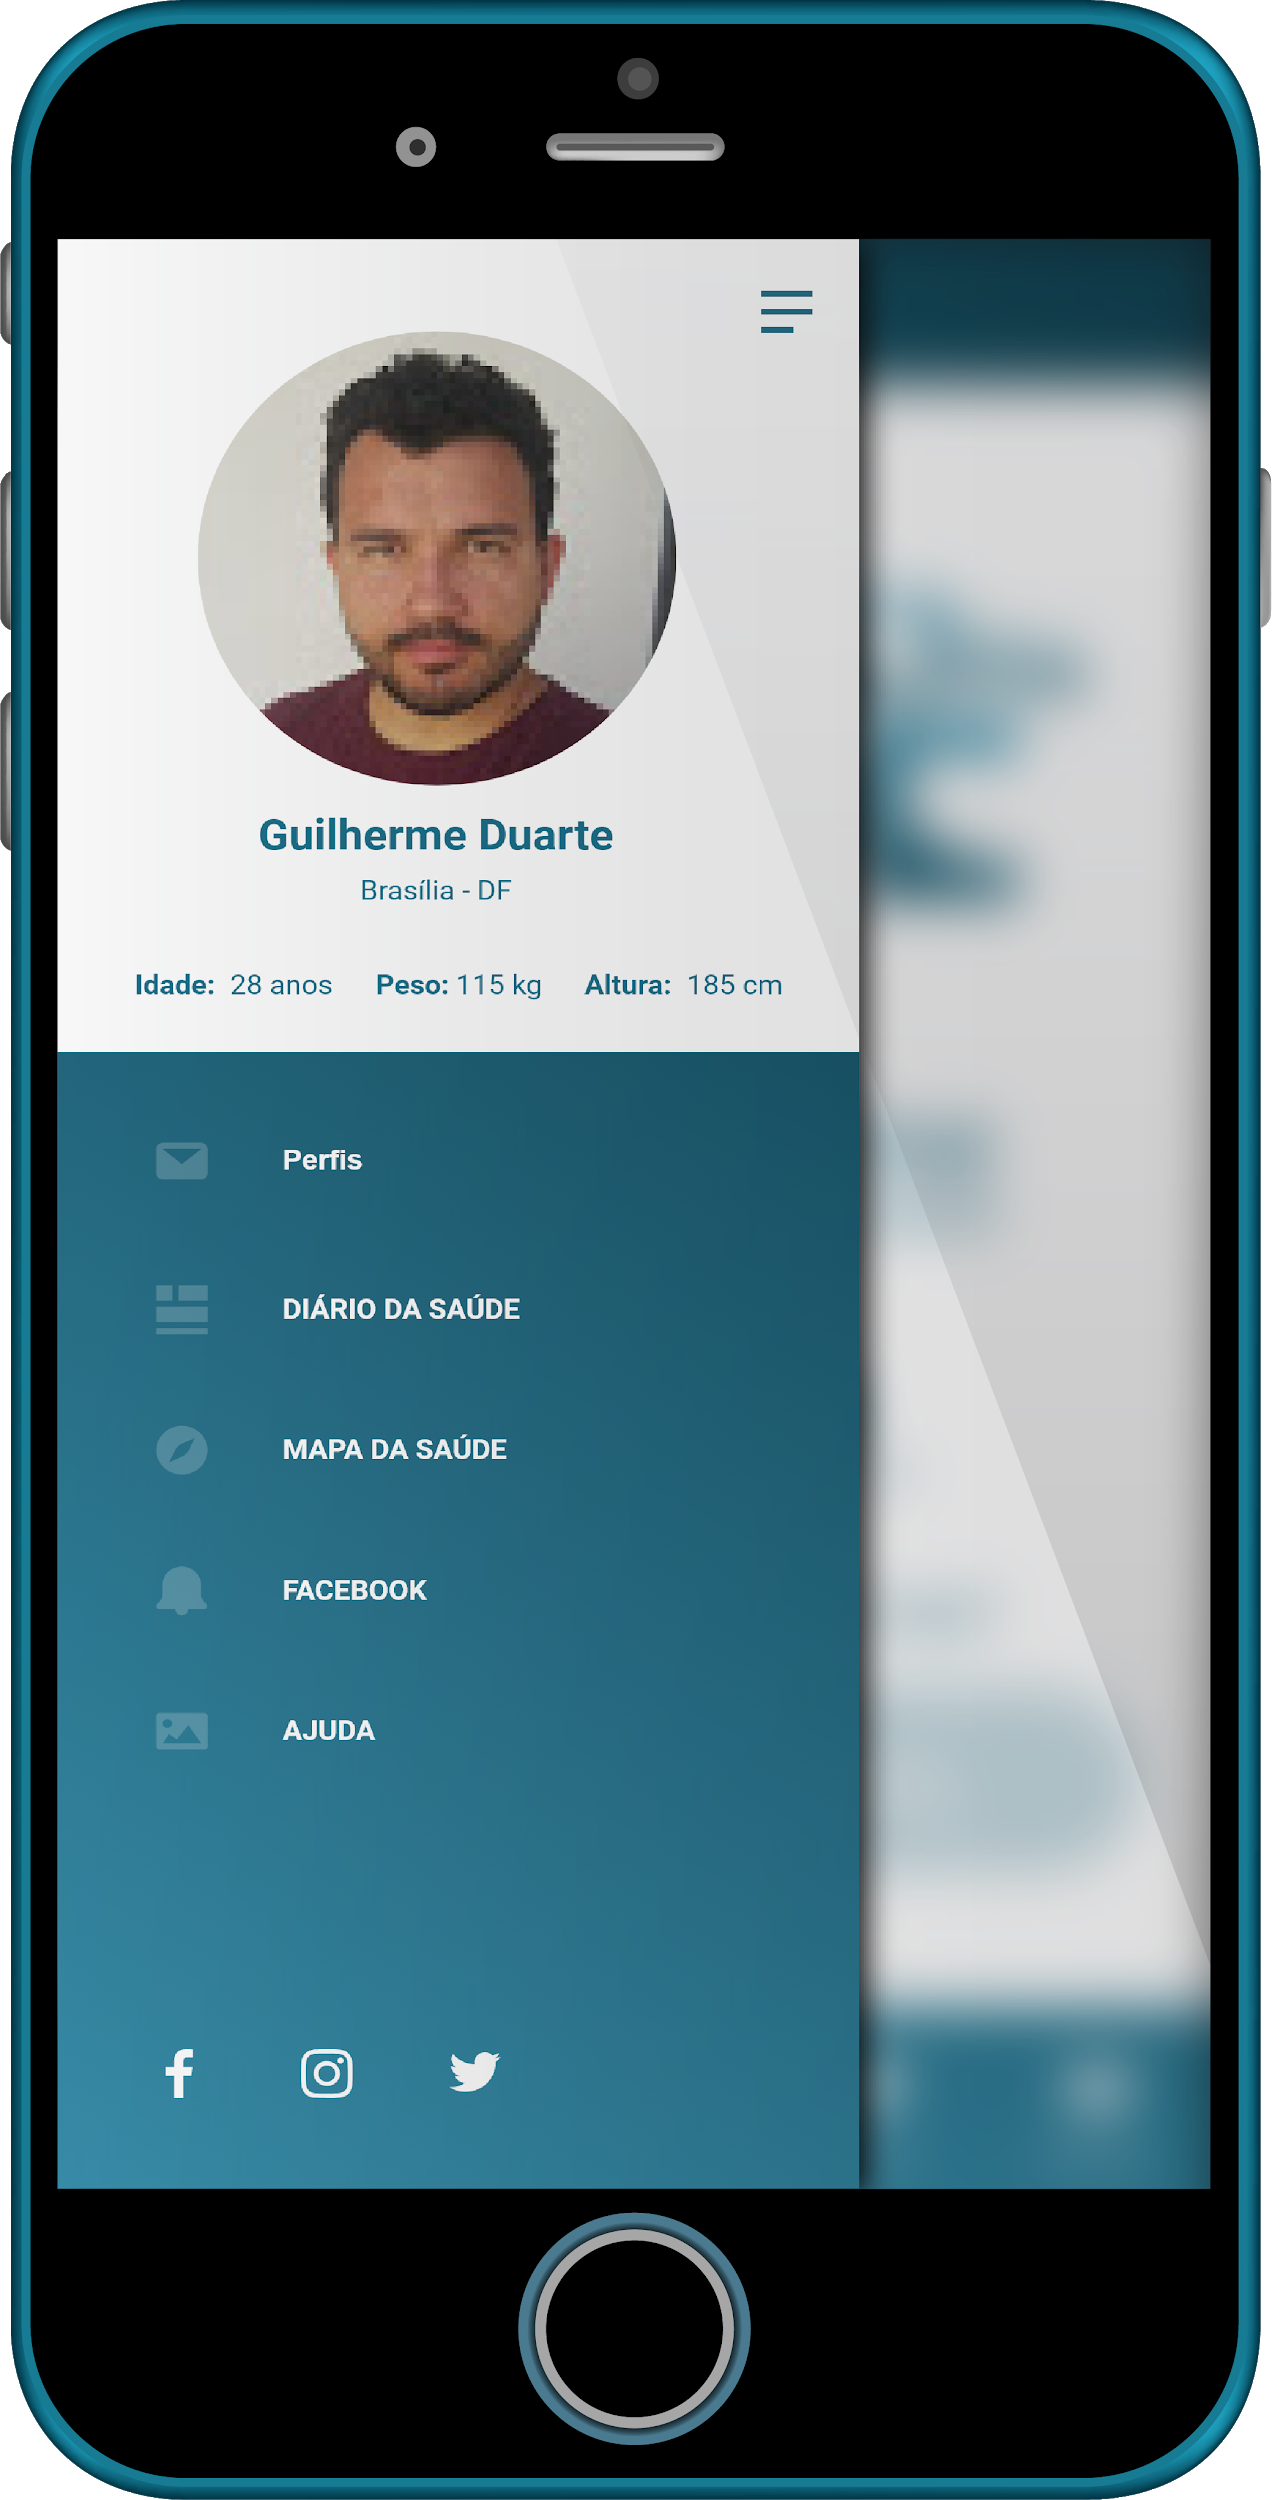 Guilherme Duarte
Brasília - DF
Idade: 28 anos Peso: 115 kg Altura: 185 cm
Perfis
DIÁRIO DA SAÚDE
MAPA DA SAÚDE
FACEBOOK
AJUDA